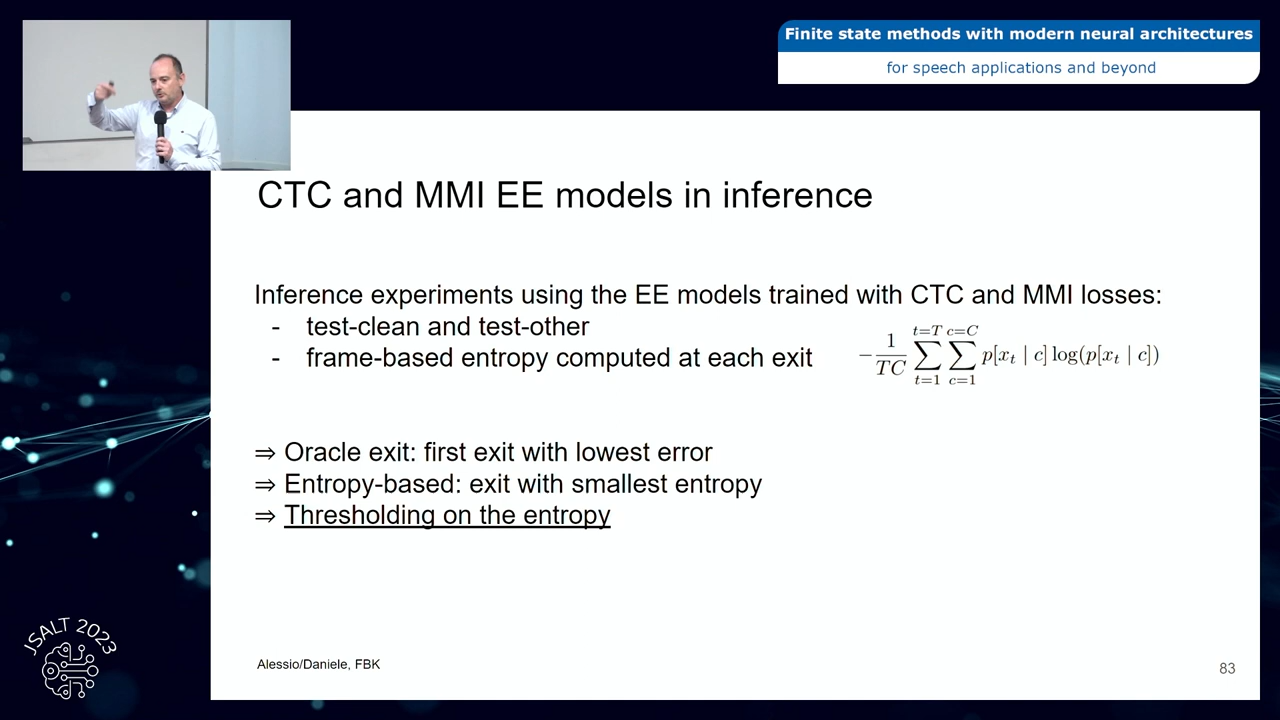 Finite state methods with modern neural architectures
for speech applications and beyond
CTC and MMI EE models in inference
Inference experiments using the EE models trained with CTC and MMI losses:
- test-clean and test-other
- frame-based entropy computed at each exit
−\frac{1}{TC} \sum_{t=1}^{t=T} \sum_{c=1}^{c=C} p[x_t | c] log(p[x_t | c])
⇒ Oracle exit: first exit with lowest error
⇒ Entropy-based: exit with smallest entropy
⇒ Thresholding on the entropy
JSALT 2023
Alessio/Daniele, FBK
83